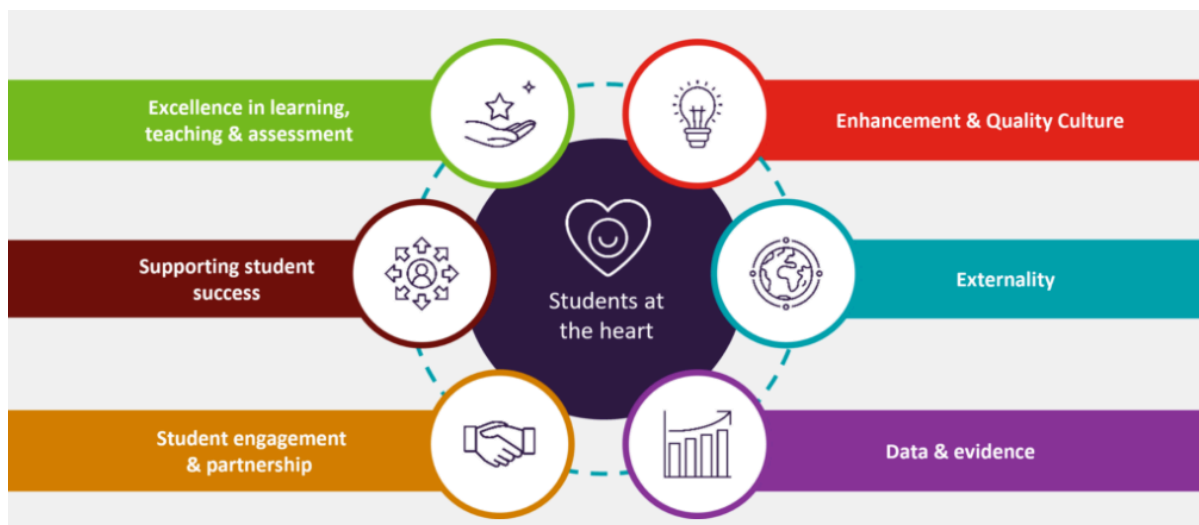 Excellence in learning,
teaching & assessment
Enhancement & Quality Culture
Supporting student
success
Students at
the heart
Externality
Student engagement
& partnership
Data & evidence